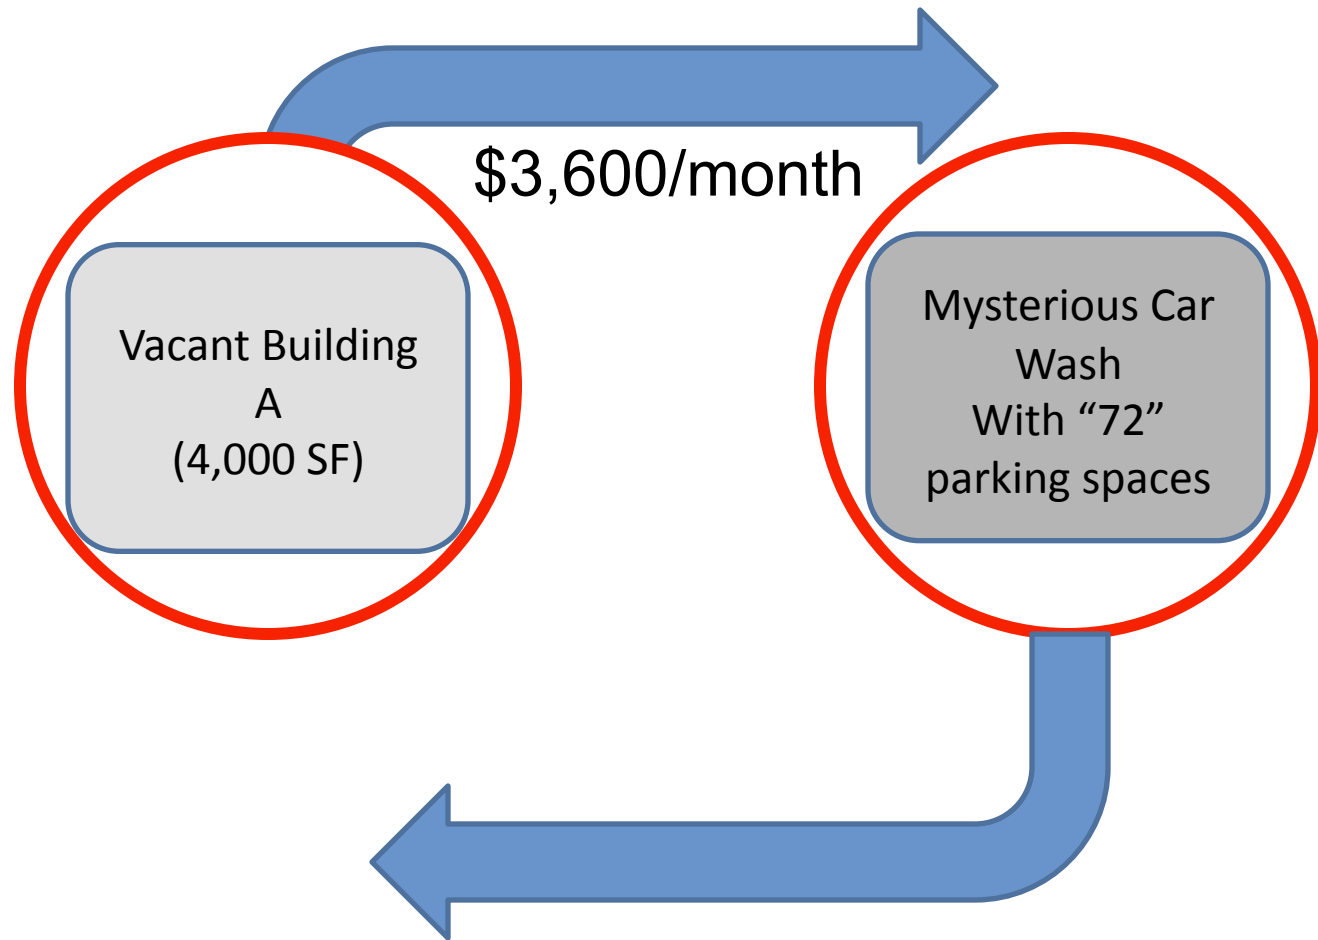 $3,600/month
Vacant Building
A
(4,000 SF)
Mysterious Car
Wash
With “72”
parking spaces